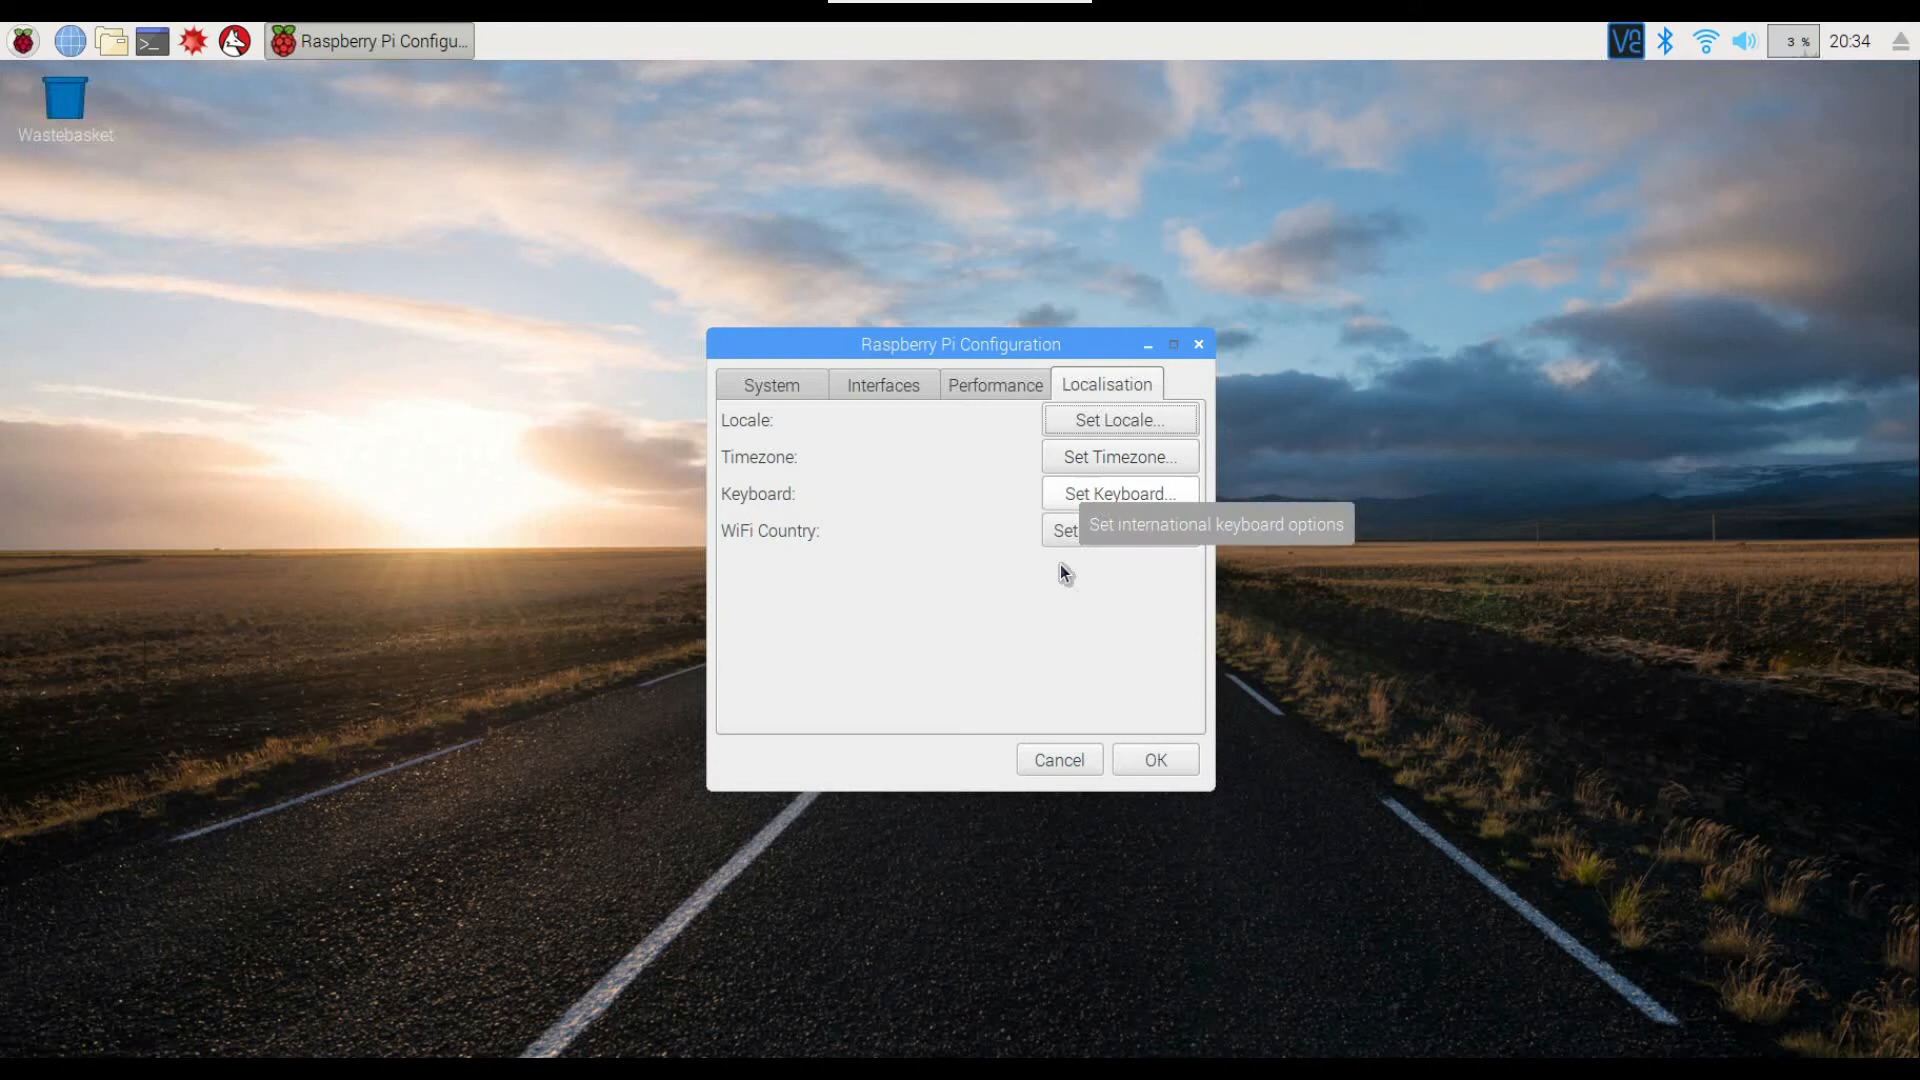 Raspberry Pi Configu...
3 %
20:34
Wastebasket
Raspberry Pi Configuration
System
Interfaces
Performance
Localisation
Locale:
Set Locale...
Timezone:
Set Timezone...
Keyboard:
Set Keyboard...
Set international keyboard options
WiFi Country:
Set
Cancel
OK